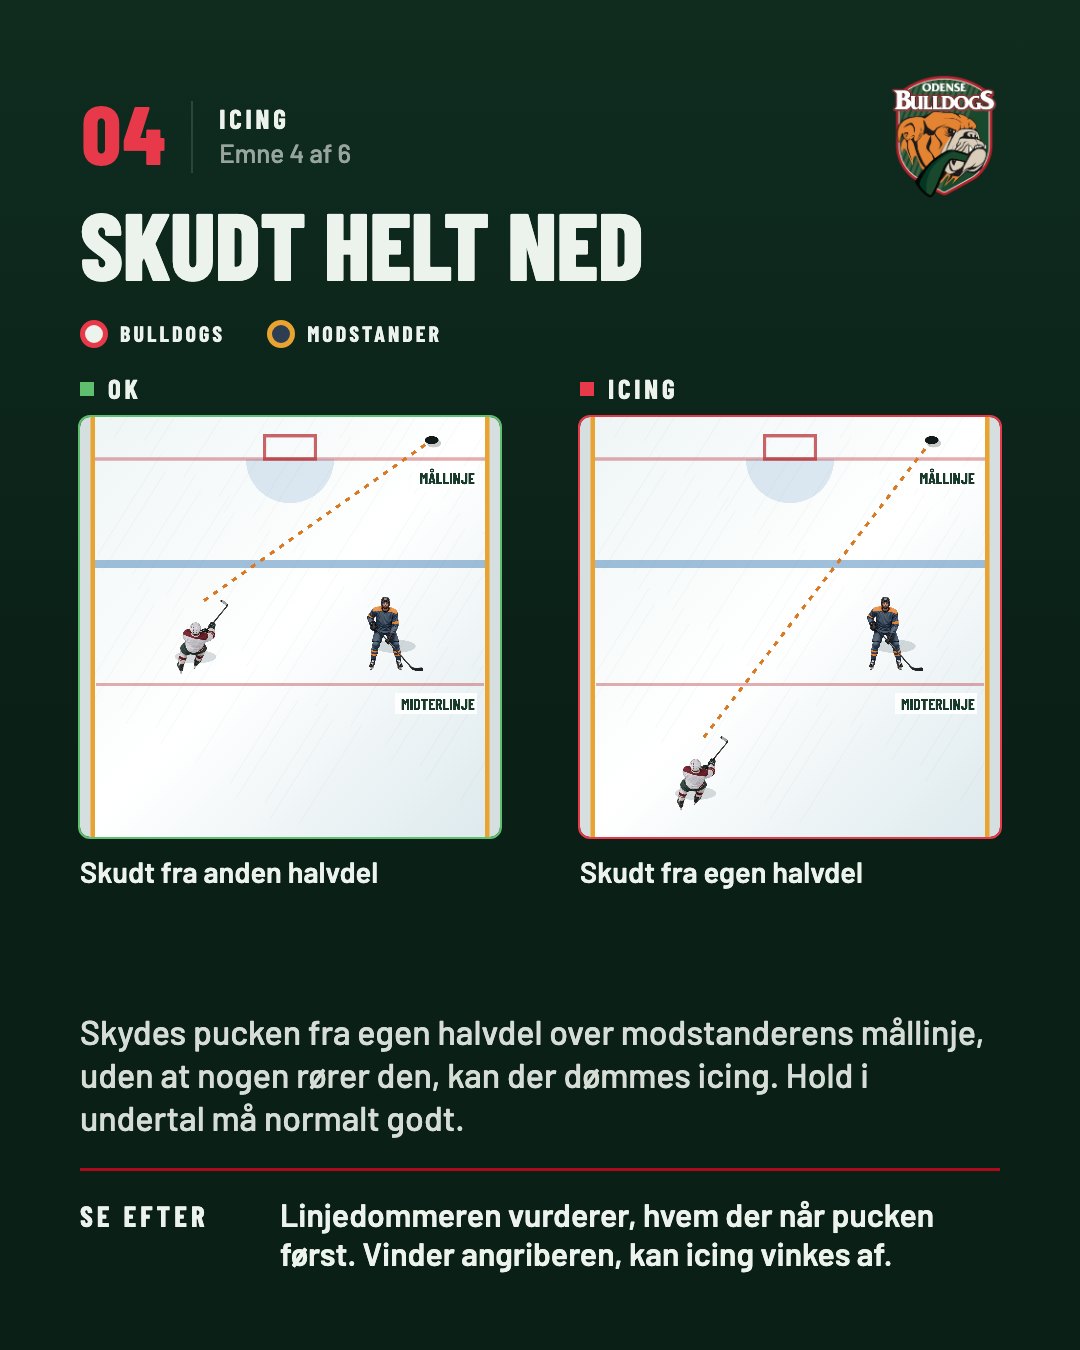 04
ICING
Emne 4 af 6
ODENSE
BULLDOGS
SKUDT HELT NED
BULLDOGS
MODSTANDER
OK
MÅLLINJE
MIDTERLINJE
Skudt fra anden halvdel
ICING
MÅLLINJE
MIDTERLINJE
Skudt fra egen halvdel
Skydes pucken fra egen halvdel over modstanderens mållinje,
uden at nogen rører den, kan der dømmes icing. Hold i
undertal må normalt godt.
SE EFTER
Linjedommeren vurderer, hvem der når pucken
først. Vinder angriberen, kan icing vinkes af.